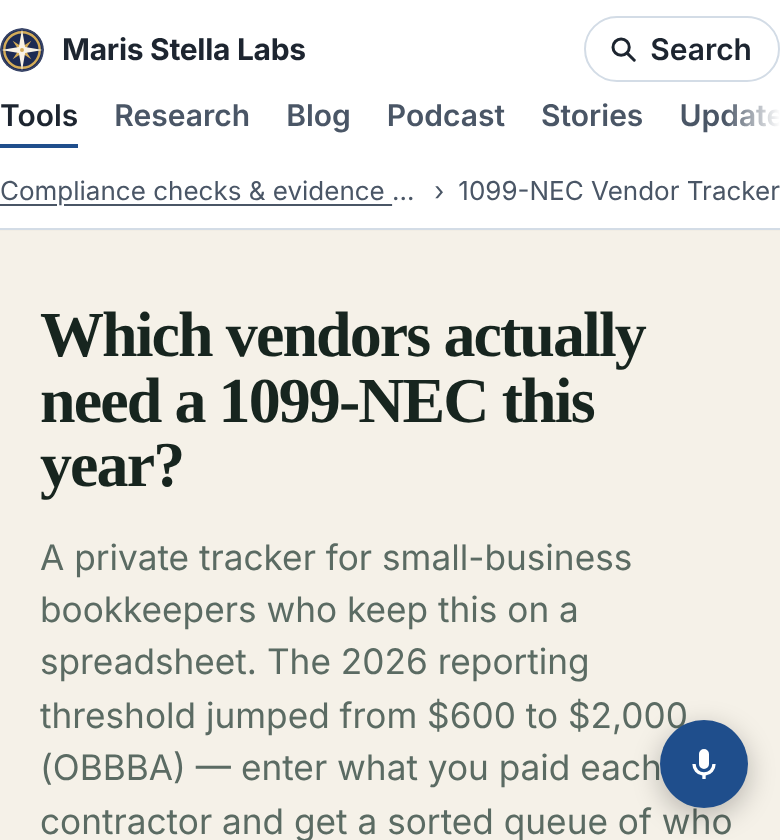 Maris Stella Labs
Search
Tools Research Blog Podcast Stories Update
Compliance checks & evidence ... › 1099-NEC Vendor Tracker
Which vendors actually
need a 1099-NEC this
year?
A private tracker for small-business
bookkeepers who keep this on a
spreadsheet. The 2026 reporting
threshold jumped from $600 to $2,000
(OBBBA) — enter what you paid each
contractor and get a sorted queue of who